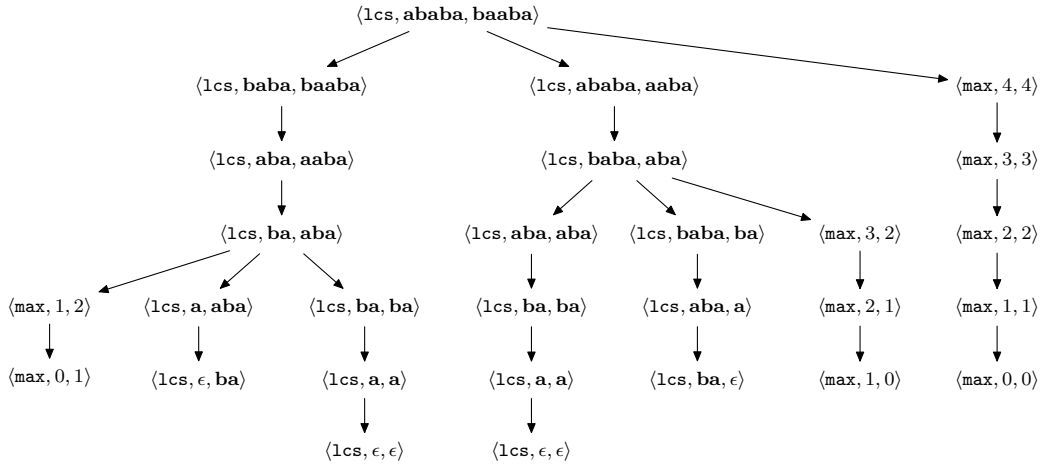 ⟨lcs, ababa, baaba⟩
⟨lcs, baba, baaba⟩ ⟨lcs, ababa, aaba⟩ ⟨max, 4, 4⟩
⟨lcs, aba, aaba⟩ ⟨lcs, baba, aba⟩ ⟨max, 3, 3⟩
⟨lcs, ba, aba⟩ ⟨lcs, aba, aba⟩ ⟨lcs, baba, ba⟩ ⟨max, 3, 2⟩ ⟨max, 2, 2⟩
⟨max, 1, 2⟩ ⟨lcs, a, aba⟩ ⟨lcs, ba, ba⟩ ⟨lcs, ba, ba⟩ ⟨lcs, aba, a⟩ ⟨max, 2, 1⟩ ⟨max, 1, 1⟩
⟨max, 0, 1⟩ ⟨lcs, ϵ, ba⟩ ⟨lcs, a, a⟩ ⟨lcs, a, a⟩ ⟨lcs, ba, ϵ⟩ ⟨max, 1, 0⟩ ⟨max, 0, 0⟩
⟨lcs, ϵ, ϵ⟩ ⟨lcs, ϵ, ϵ⟩